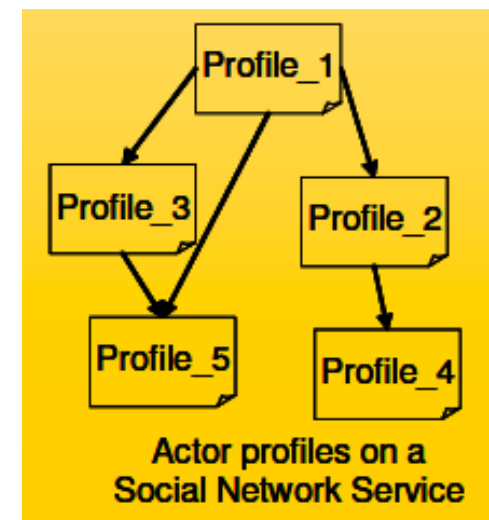 Profile_1
Profile_3
Profile_2
Profile_5
Profile_4
Actor profiles on a
Social Network Service